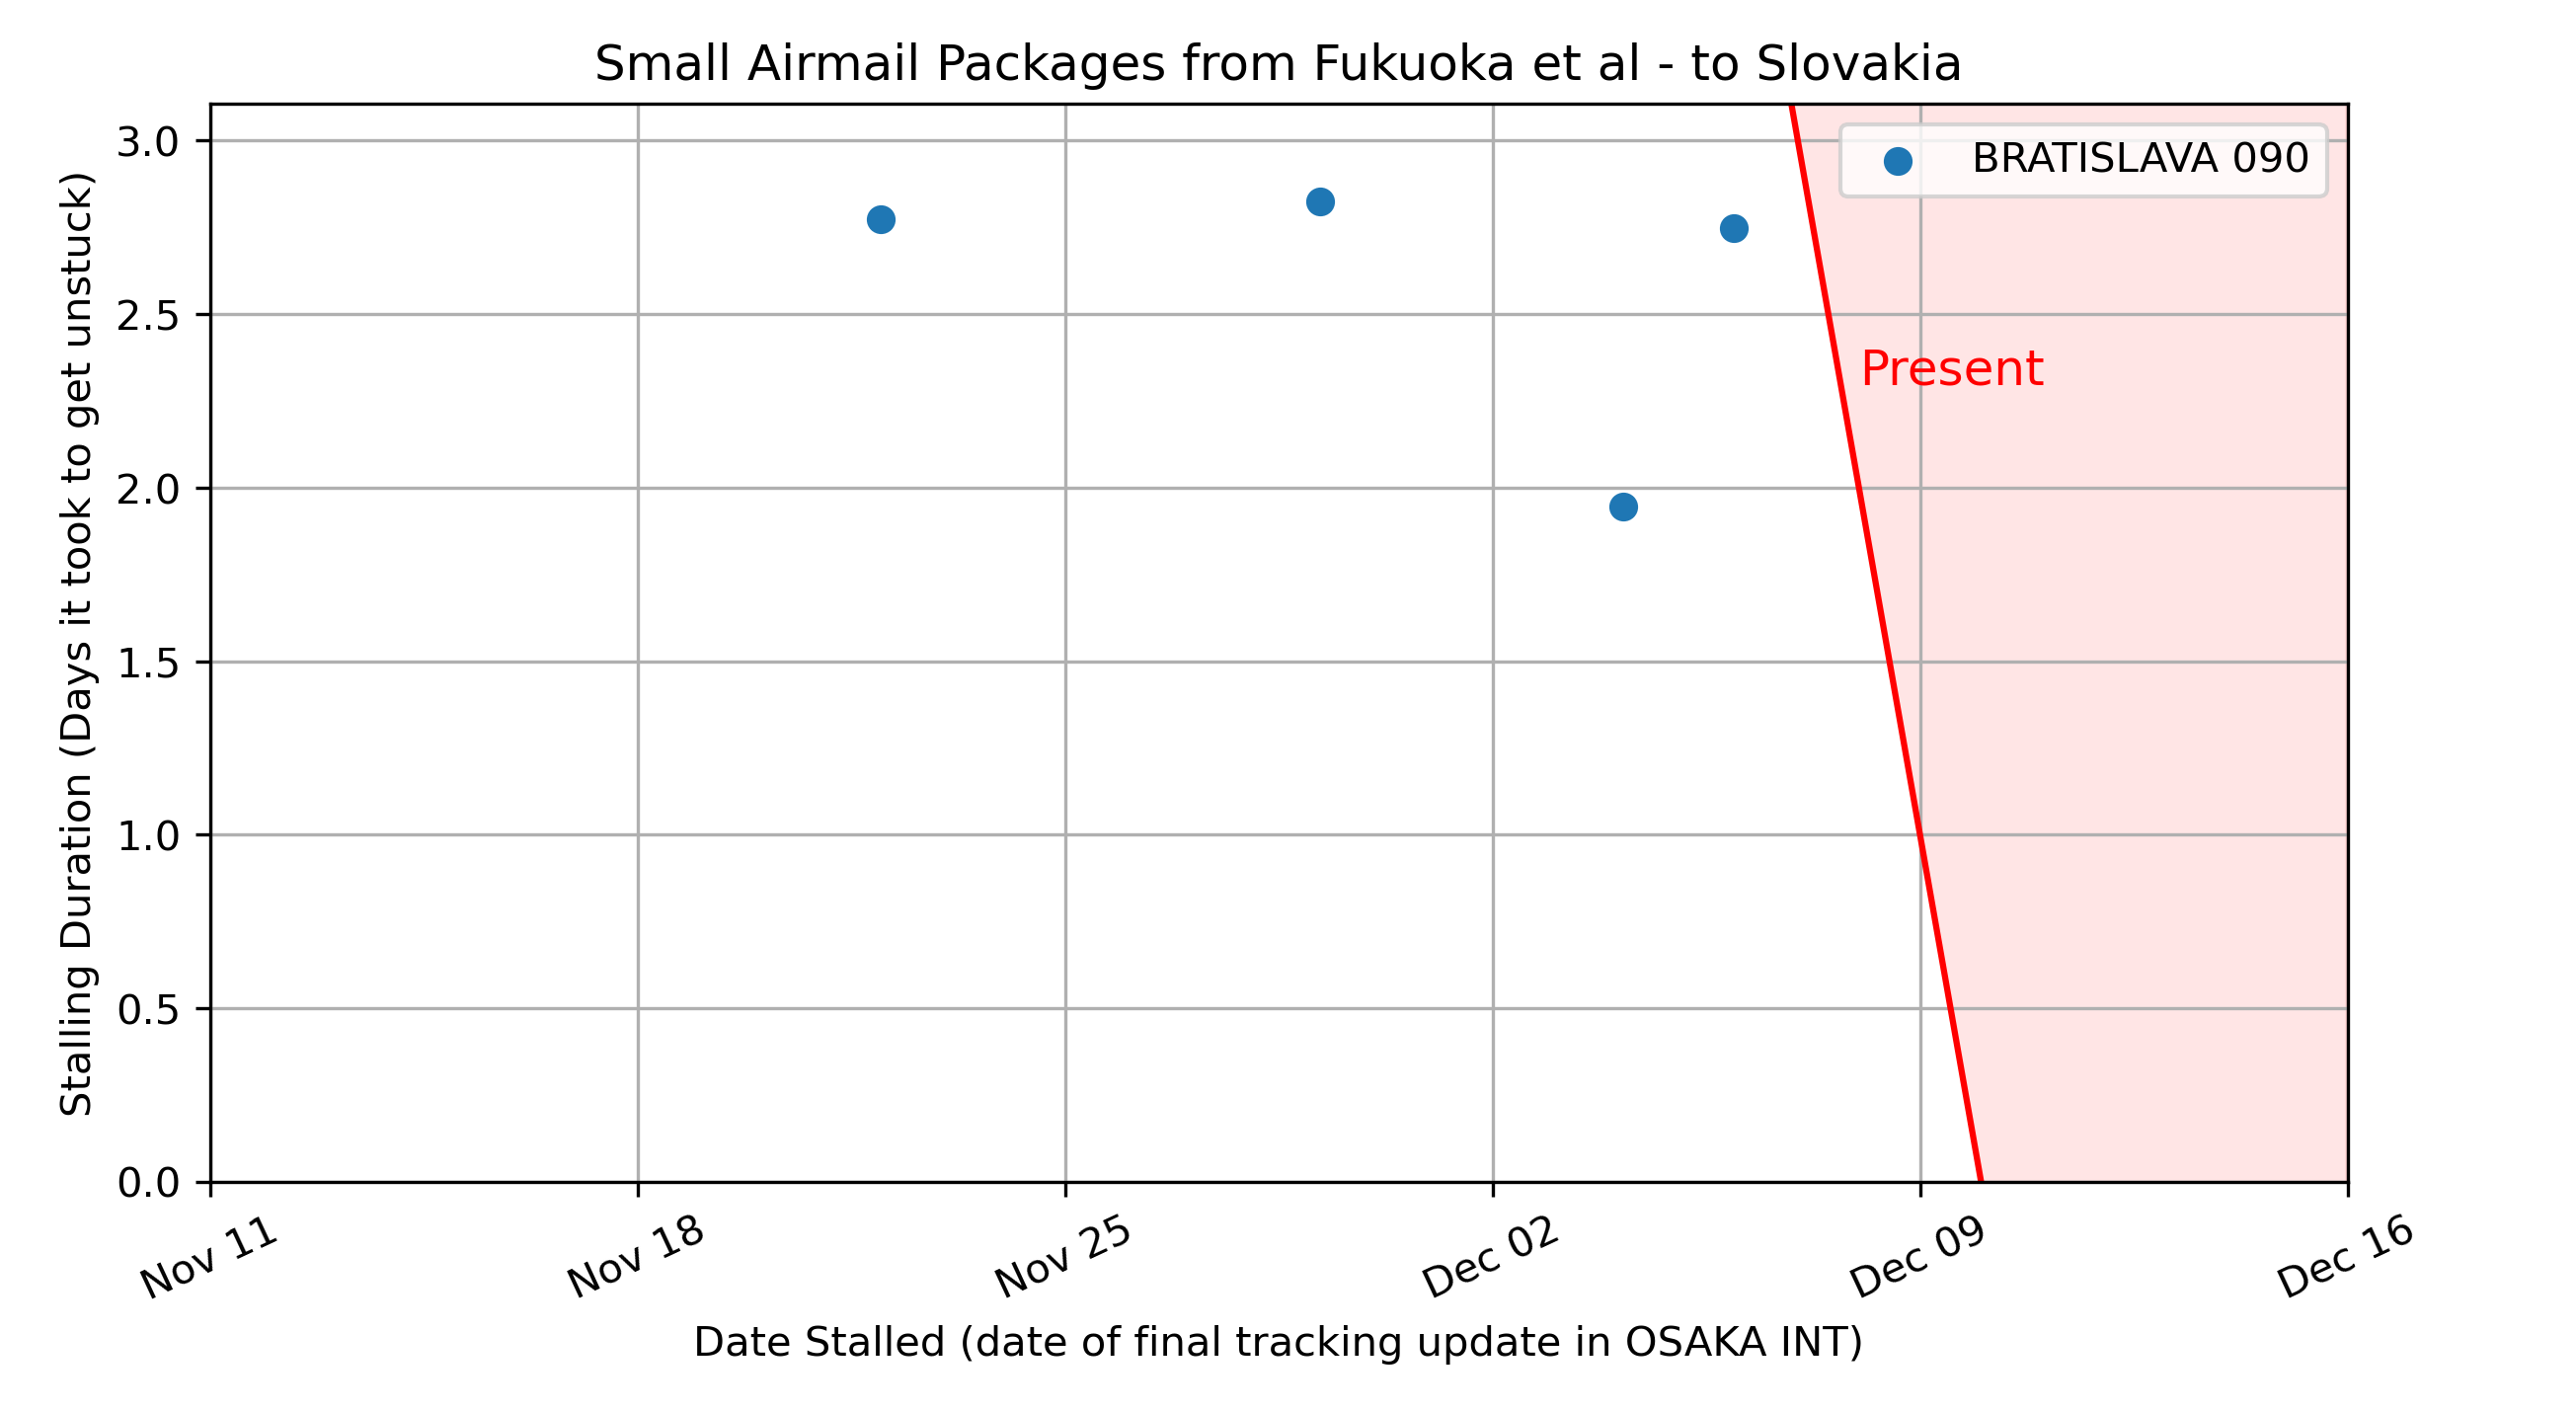 Small Airmail Packages from Fukuoka et al - to Slovakia
BRATISLAVA 090
Present
Stalling Duration (Days it took to get unstuck)
3.0
2.5
2.0
1.5
1.0
0.5
0.0
Nov 11
Nov 18
Nov 25
Dec 02
Dec 09
Dec 16
Date Stalled (date of final tracking update in OSAKA INT)